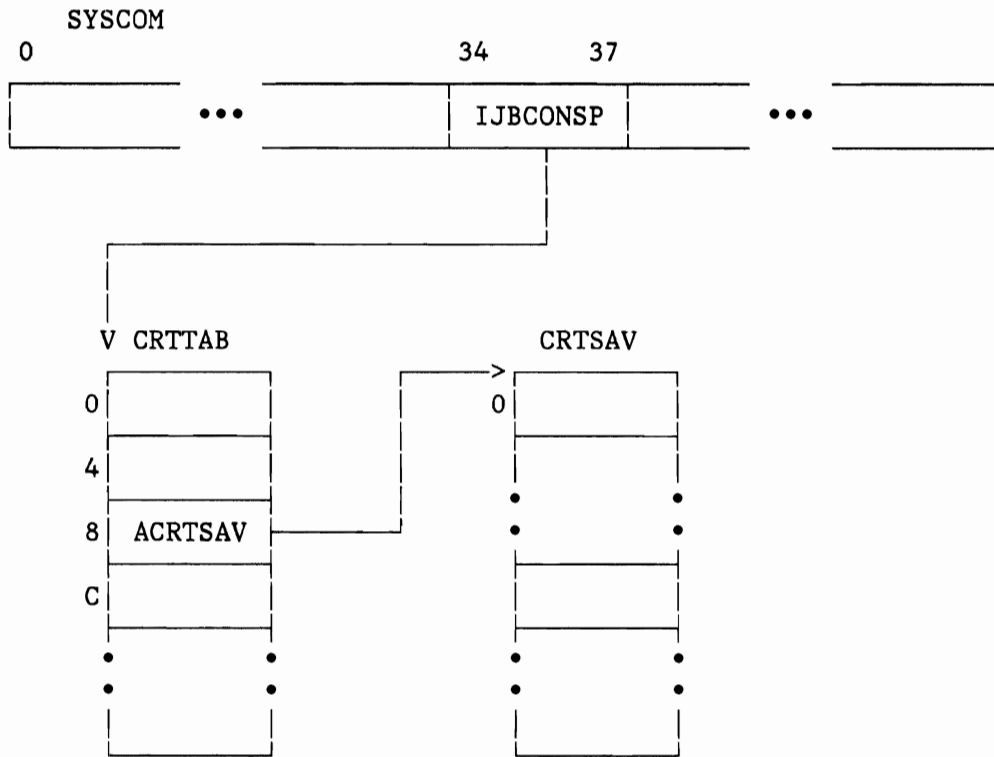 SYSCOM
0 34 37
••• IJBCONSP •••
V CRTTAB CRTSAV
>
0 0
4
8 ACRTSAV
C